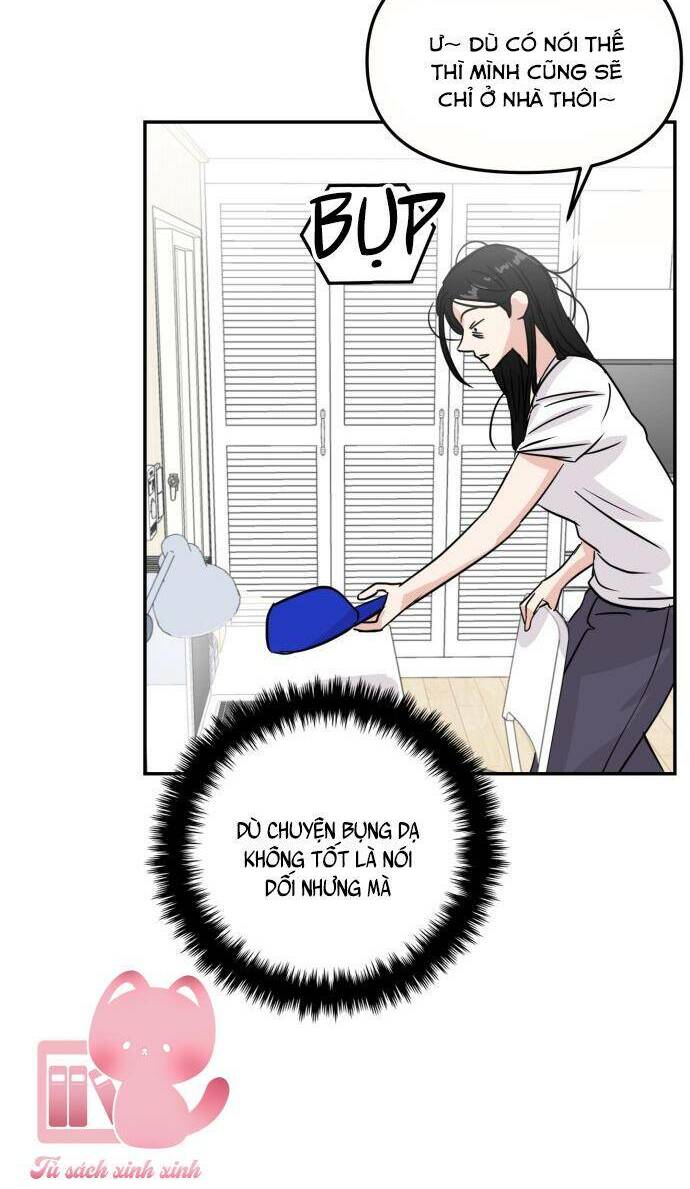 Ư~ DÙ CÓ NÓI THẾ
THÌ MÌNH CŨNG SẼ
CHỈ Ở NHÀ THÔI~
BỤP
DÙ CHUYỆN BỤNG DẠ
KHÔNG TỐT LÀ NÓI
DỐI NHƯNG MÀ
Tủ sách xinh xinh